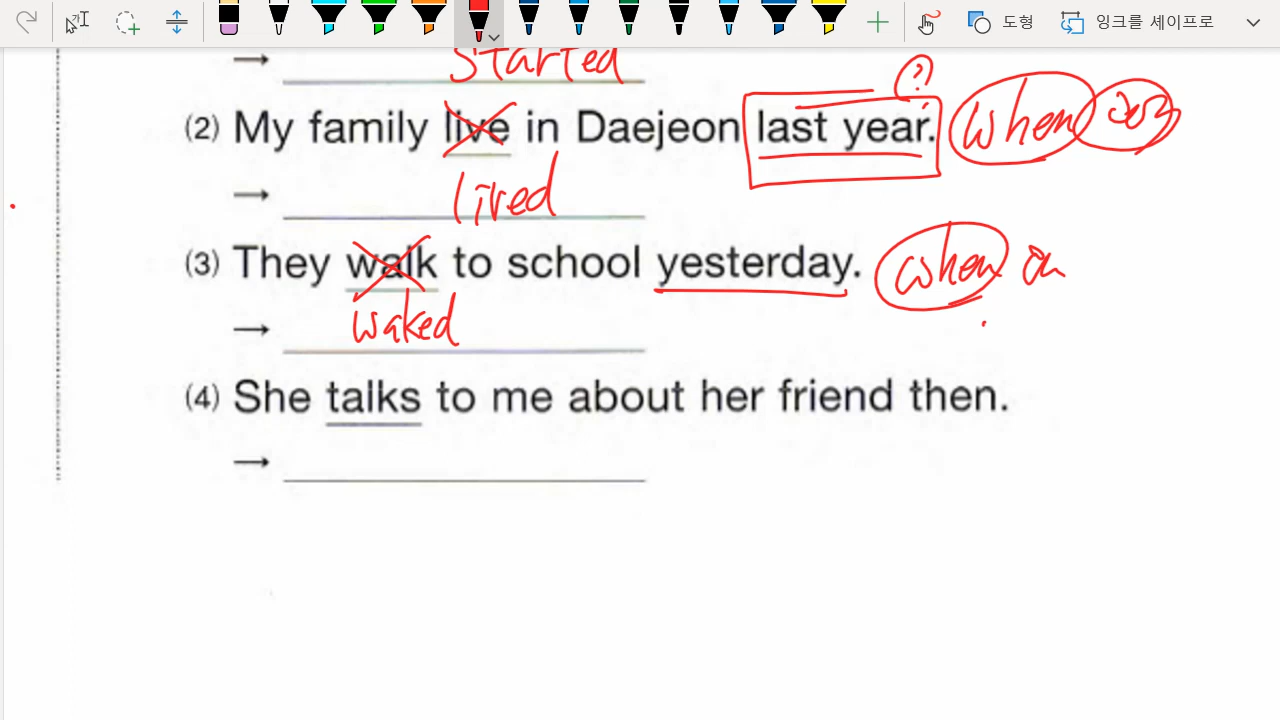 도형
잉크를 셰이프로
→ started
(2) My family live in Daejeon last year. (?) when
→ lived
(3) They walk to school yesterday. when
→ waked
(4) She talks to me about her friend then.
→